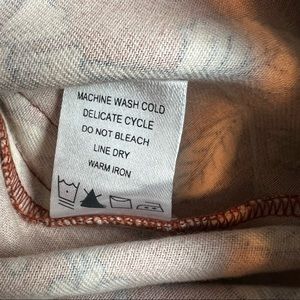 MACHINE WASH COLD
DELICATE CYCLE
DO NOT BLEACH
LINE DRY
WARM IRON